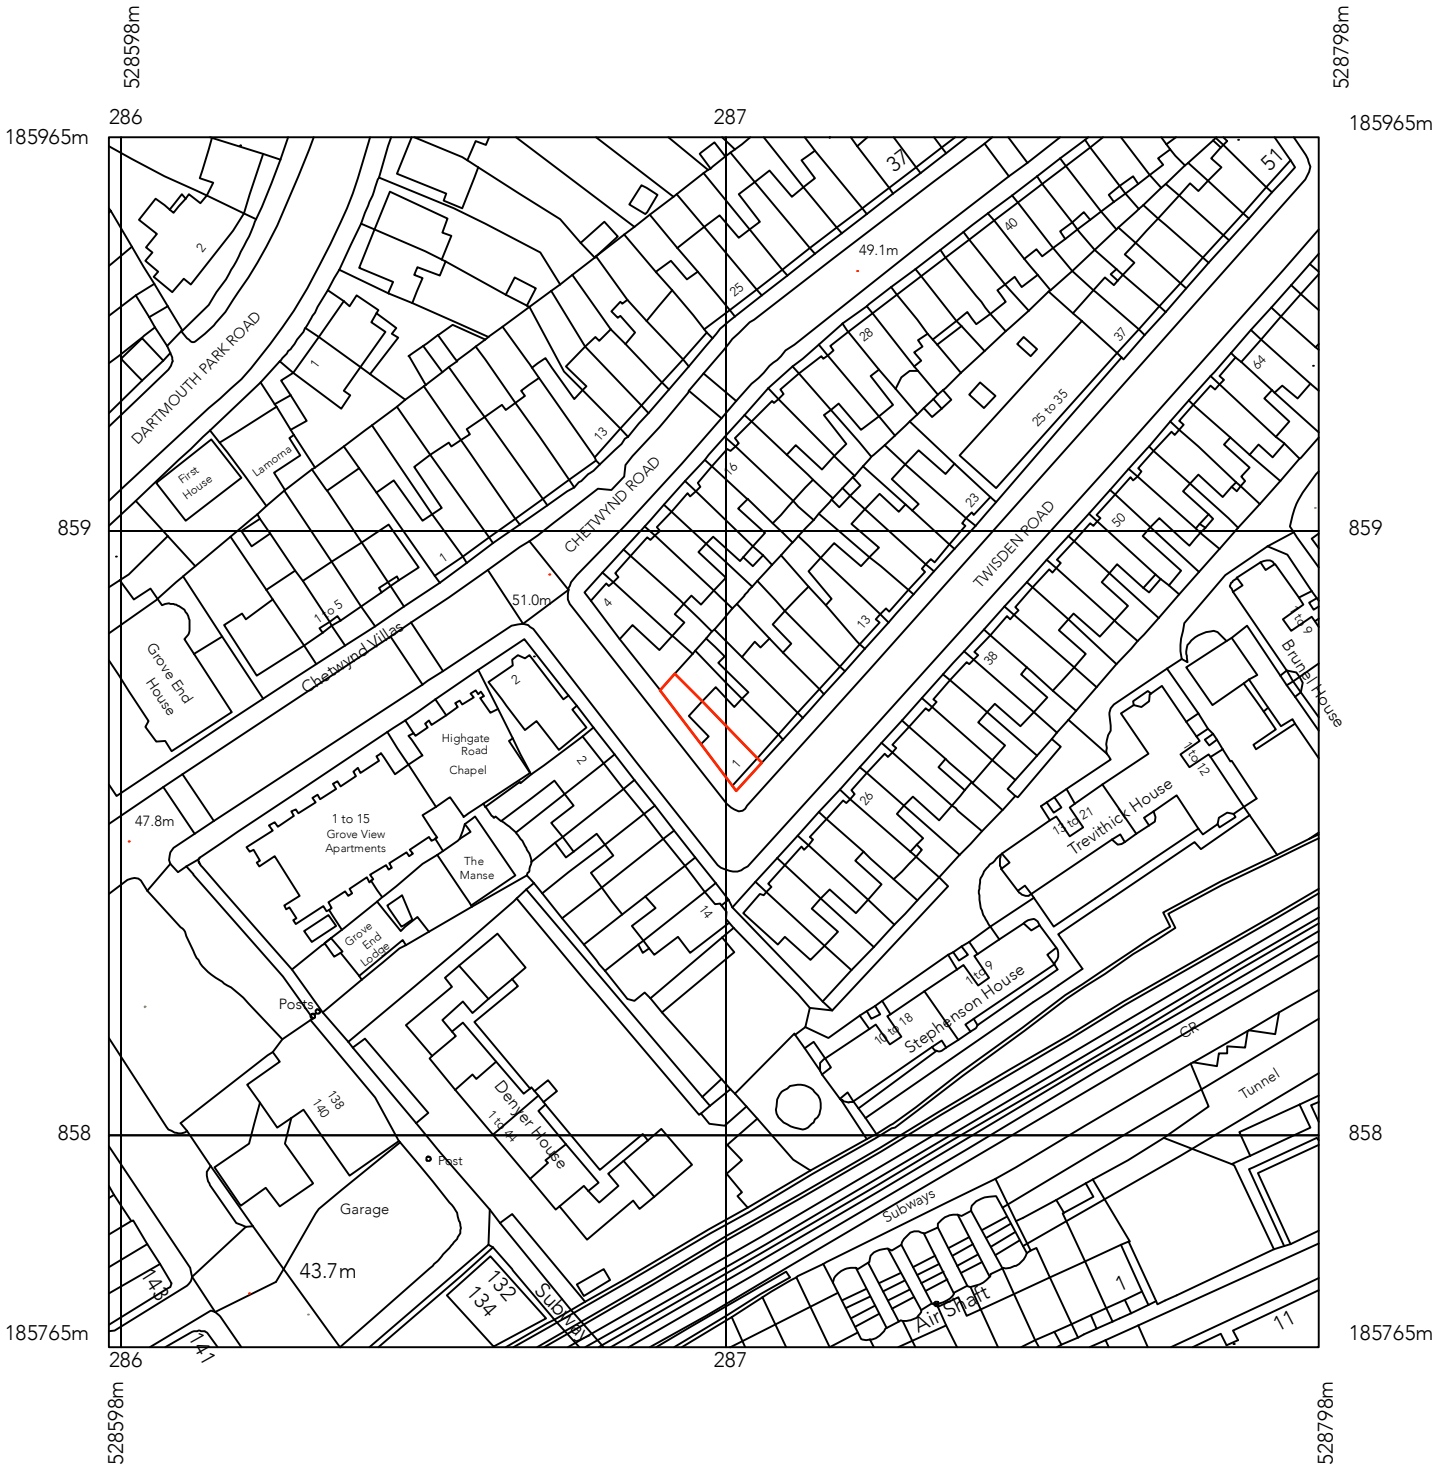 528598m
528798m
286
287
185965m
185965m
37
51
2
40
49.1m
25
DARTMOUTH PARK ROAD
28
37
1
64
25 to 35
13
First
House
Lamorna
16
CHETWYND ROAD
23
50
859
859
1
TWISDEN ROAD
51.0m
4
1 to 5
13
1 to 9
Chetwynd Villas
Grove End
House
38
Brunel House
2
Highgate
Road
Chapel
2
1
1 to 12
26
47.8m
1 to 15
Grove View
Apartments
13 to 21
Trevithick House
The
Manse
14
Grove
End
Lodge
1 to 9
Posts
10 to 18
Stephenson House
CR
Tunnel
138
140
Denyer House
1 to 44
858
858
Post
Garage
Subways
43.7m
143
132
134
Subway
1
Air Shaft
11
141
185765m
185765m
286
287
528598m
528798m